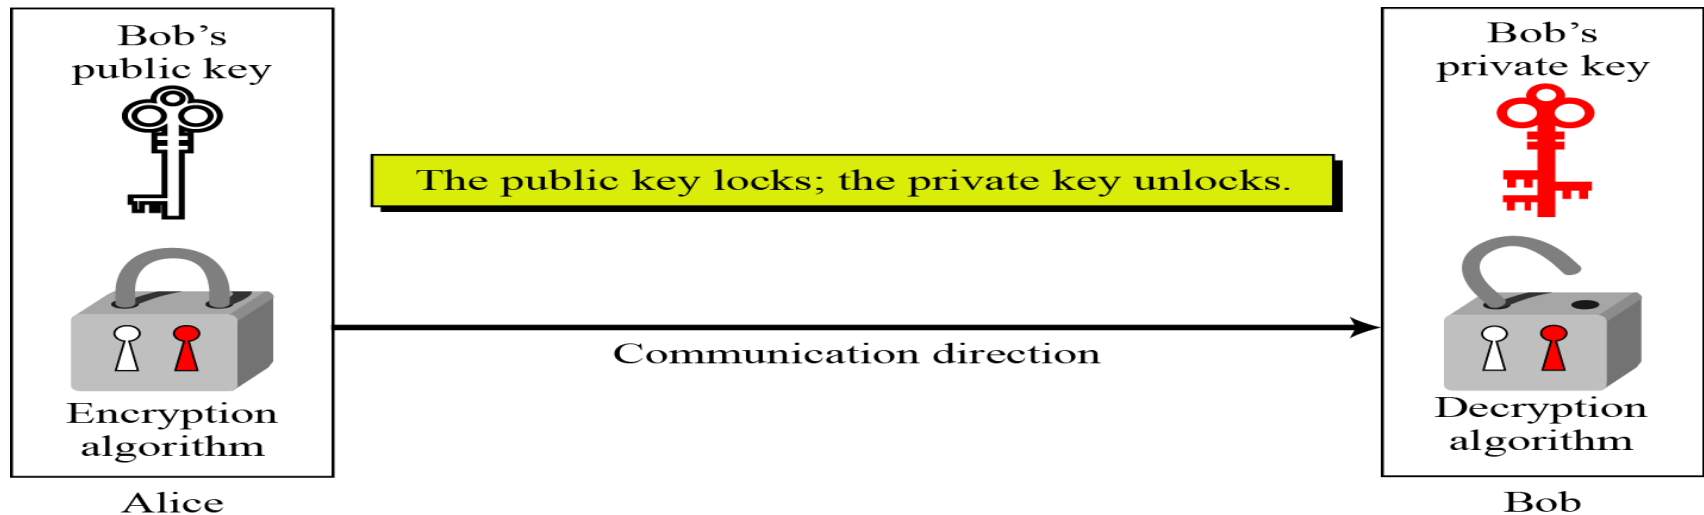 Bob’s
public key
Encryption
algorithm
Alice
The public key locks; the private key unlocks.
Communication direction
Bob’s
private key
Decryption
algorithm
Bob